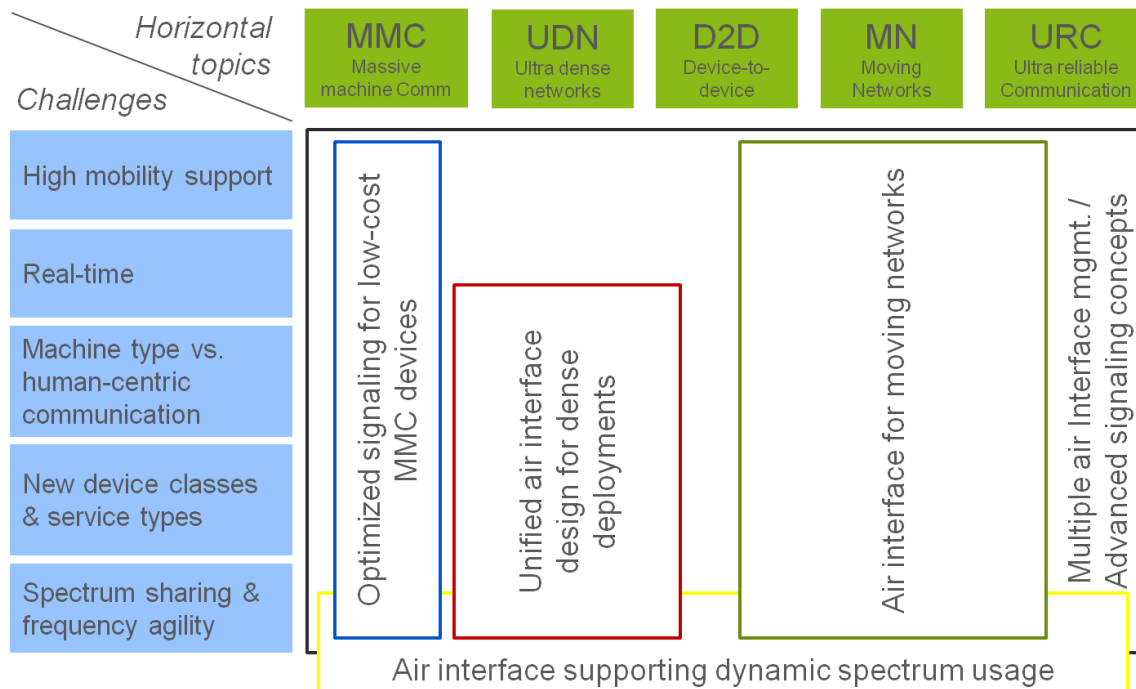 Horizontal
topics
Challenges
MMC
Massive
machine Comm
UDN
Ultra dense
networks
D2D
Device-to-
device
MN
Moving
Networks
URC
Ultra reliable
Communication
High mobility support
Real-time
Machine type vs.
human-centric
communication
New device classes
& service types
Spectrum sharing &
frequency agility
Optimized signaling for low-cost
MMC devices
Unified air interface
design for dense
deployments
Air interface for moving networks
Multiple air Interface mgmt. /
Advanced signaling concepts
Air interface supporting dynamic spectrum usage